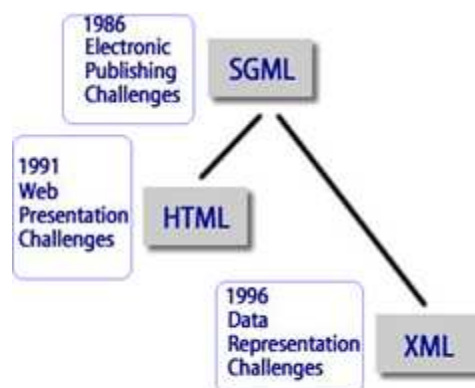 1986
Electronic
Publishing
Challenges
SGML
1991
Web
Presentation
Challenges
HTML
1996
Data
Representation
Challenges
XML